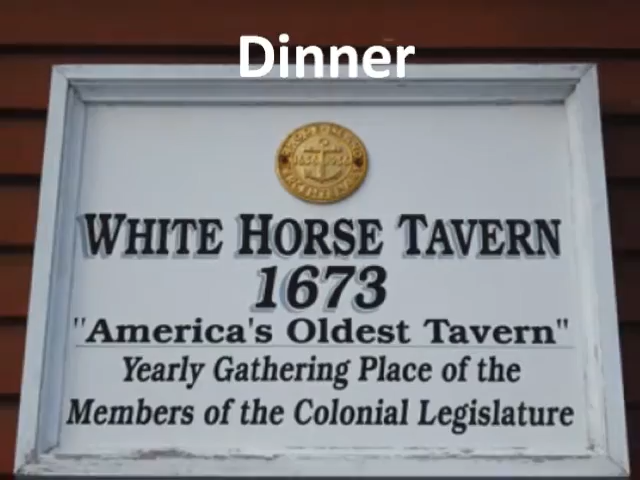 Dinner
WHITE HORSE TAVERN
1673
"America's Oldest Tavern"
Yearly Gathering Place of the
Members of the Colonial Legislature